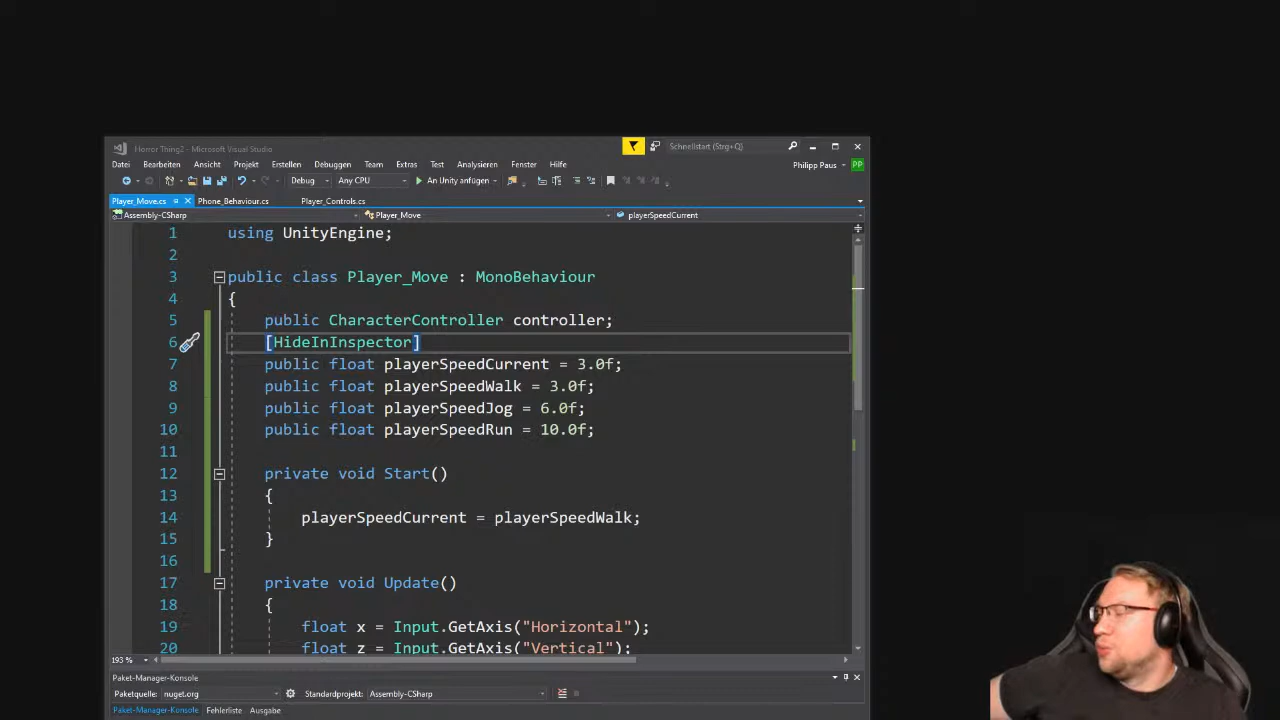 Horror Thing2 - Microsoft Visual Studio
Schnellstart (Strg+Q)
Datei Bearbeiten Ansicht Projekt Erstellen Debuggen Team Extras Test Analysieren Fenster Hilfe
Philipp Paus PP
Debug Any CPU An Unity anfügen
Player_Move.cs Phone_Behaviour.cs Player_Controls.cs
Assembly-CSharp Player_Move playerSpeedCurrent
1 using UnityEngine;
2
3 public class Player_Move : MonoBehaviour
4 {
5 public CharacterController controller;
6 [HideInInspector]
7 public float playerSpeedCurrent = 3.0f;
8 public float playerSpeedWalk = 3.0f;
9 public float playerSpeedJog = 6.0f;
10 public float playerSpeedRun = 10.0f;
11
12 private void Start()
13 {
14 playerSpeedCurrent = playerSpeedWalk;
15 }
16
17 private void Update()
18 {
19 float x = Input.GetAxis("Horizontal");
20 float z = Input.GetAxis("Vertical");
193 %
Paket-Manager-Konsole
Paketquelle: nuget.org Standardprojekt: Assembly-CSharp
Paket-Manager-Konsole Fehlerliste Ausgabe